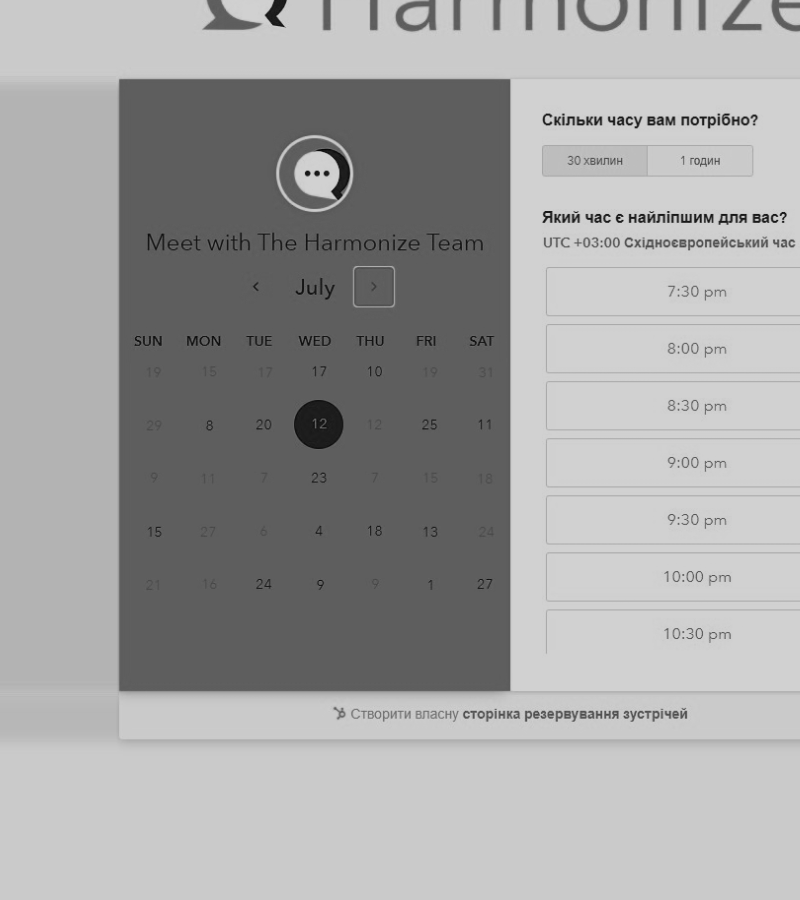 Harmonize
Meet with The Harmonize Team
July
SUN MON TUE WED THU FRI SAT
19 15 17 17 10 19 31
29 8 20 12 12 25 11
9 11 7 23 7 15 18
15 27 6 4 18 13 24
21 16 24 9 9 1 27
Скільки часу вам потрібно?
30 хвилин 1 годин
Який час є найліпшим для вас?
UTC +03:00 Східноєвропейський час
7:30 pm
8:00 pm
8:30 pm
9:00 pm
9:30 pm
10:00 pm
10:30 pm
Створити власну сторінка резервування зустрічей